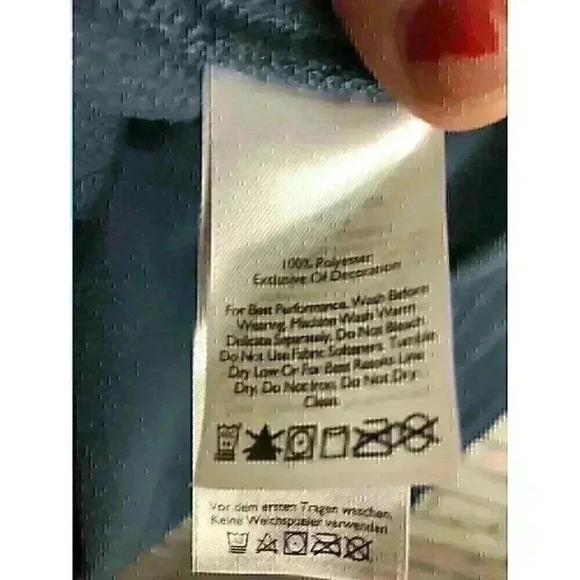 100% Polyester
Exclusive Of Decoration
For Best Performance, Wash Before
Wearing, Machine Wash Warm
Delicate Separately, Do Not Bleach,
Do Not Use Fabric Softeners, Tumble
Dry Low Or For Best Results Line
Dry, Do Not Iron, Do Not Dry
Clean.
Vor dem ersten Tragen waschen,
Keine Weichspüler verwenden